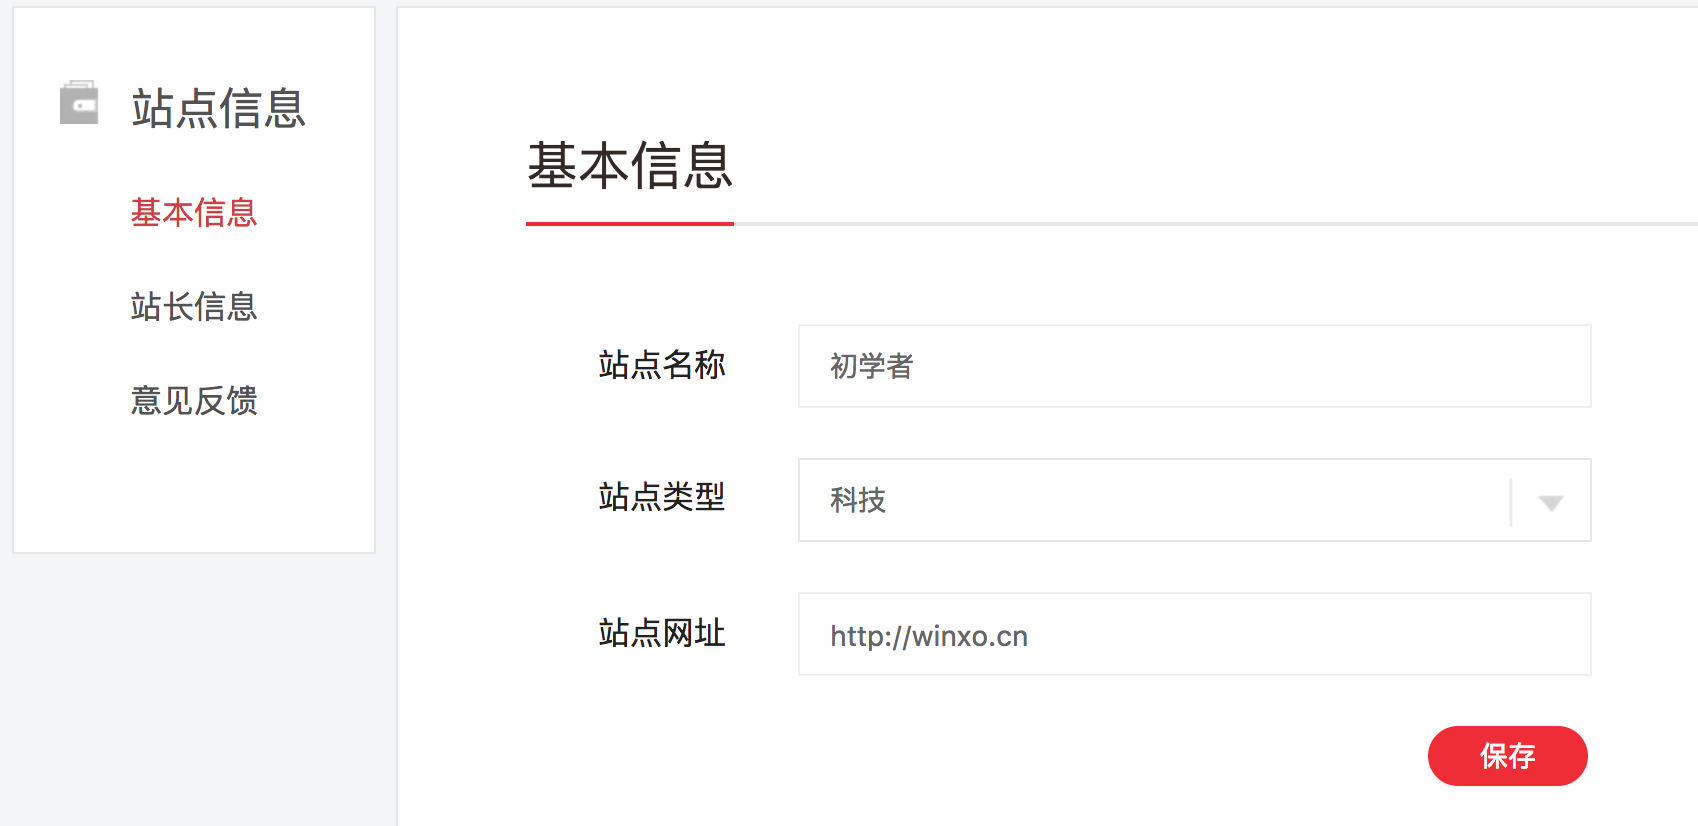 站点信息
基本信息
站长信息
意见反馈
基本信息
站点名称
初学者
站点类型
科技
站点网址
http://winxo.cn
保存